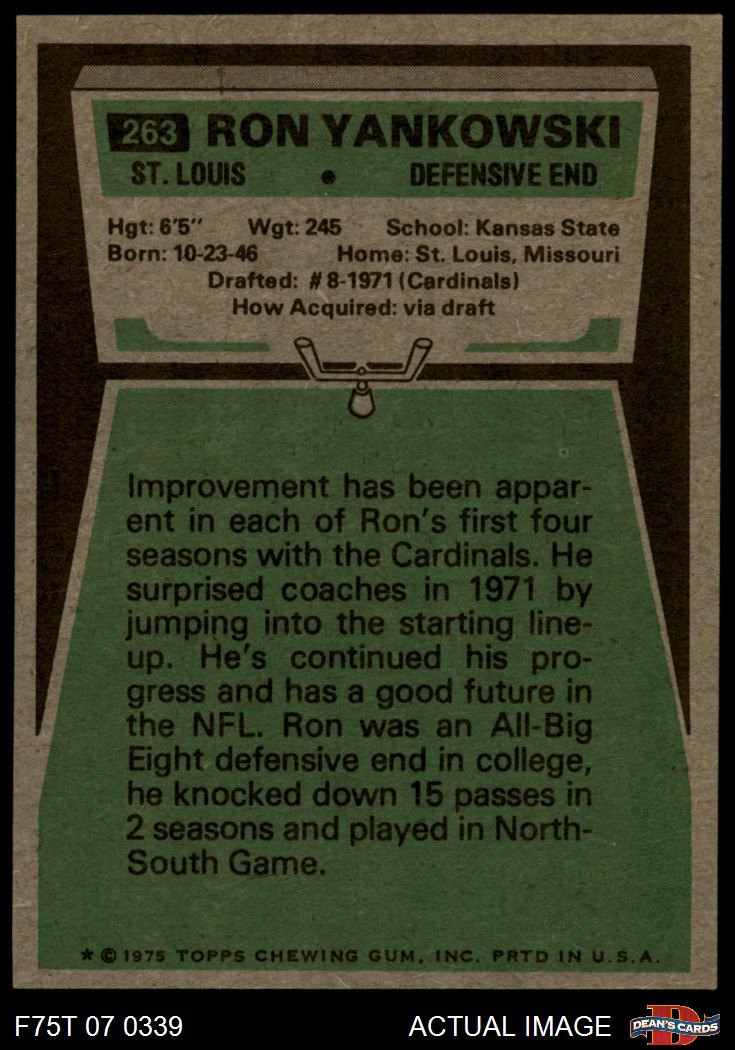 263 RON YANKOWSKI
ST. LOUIS • DEFENSIVE END
Hgt: 6'5" Wgt: 245 School: Kansas State
Born: 10-23-46 Home: St. Louis, Missouri
Drafted: #8-1971 (Cardinals)
How Acquired: via draft
Improvement has been appar-
ent in each of Ron's first four
seasons with the Cardinals. He
surprised coaches in 1971 by
jumping into the starting line-
up. He's continued his pro-
gress and has a good future in
the NFL. Ron was an All-Big
Eight defensive end in college,
he knocked down 15 passes in
2 seasons and played in North-
South Game.
* © 1975 TOPPS CHEWING GUM, INC. PRTD IN U.S.A.
F75T 07 0339 ACTUAL IMAGE D DEAN'S CARDS